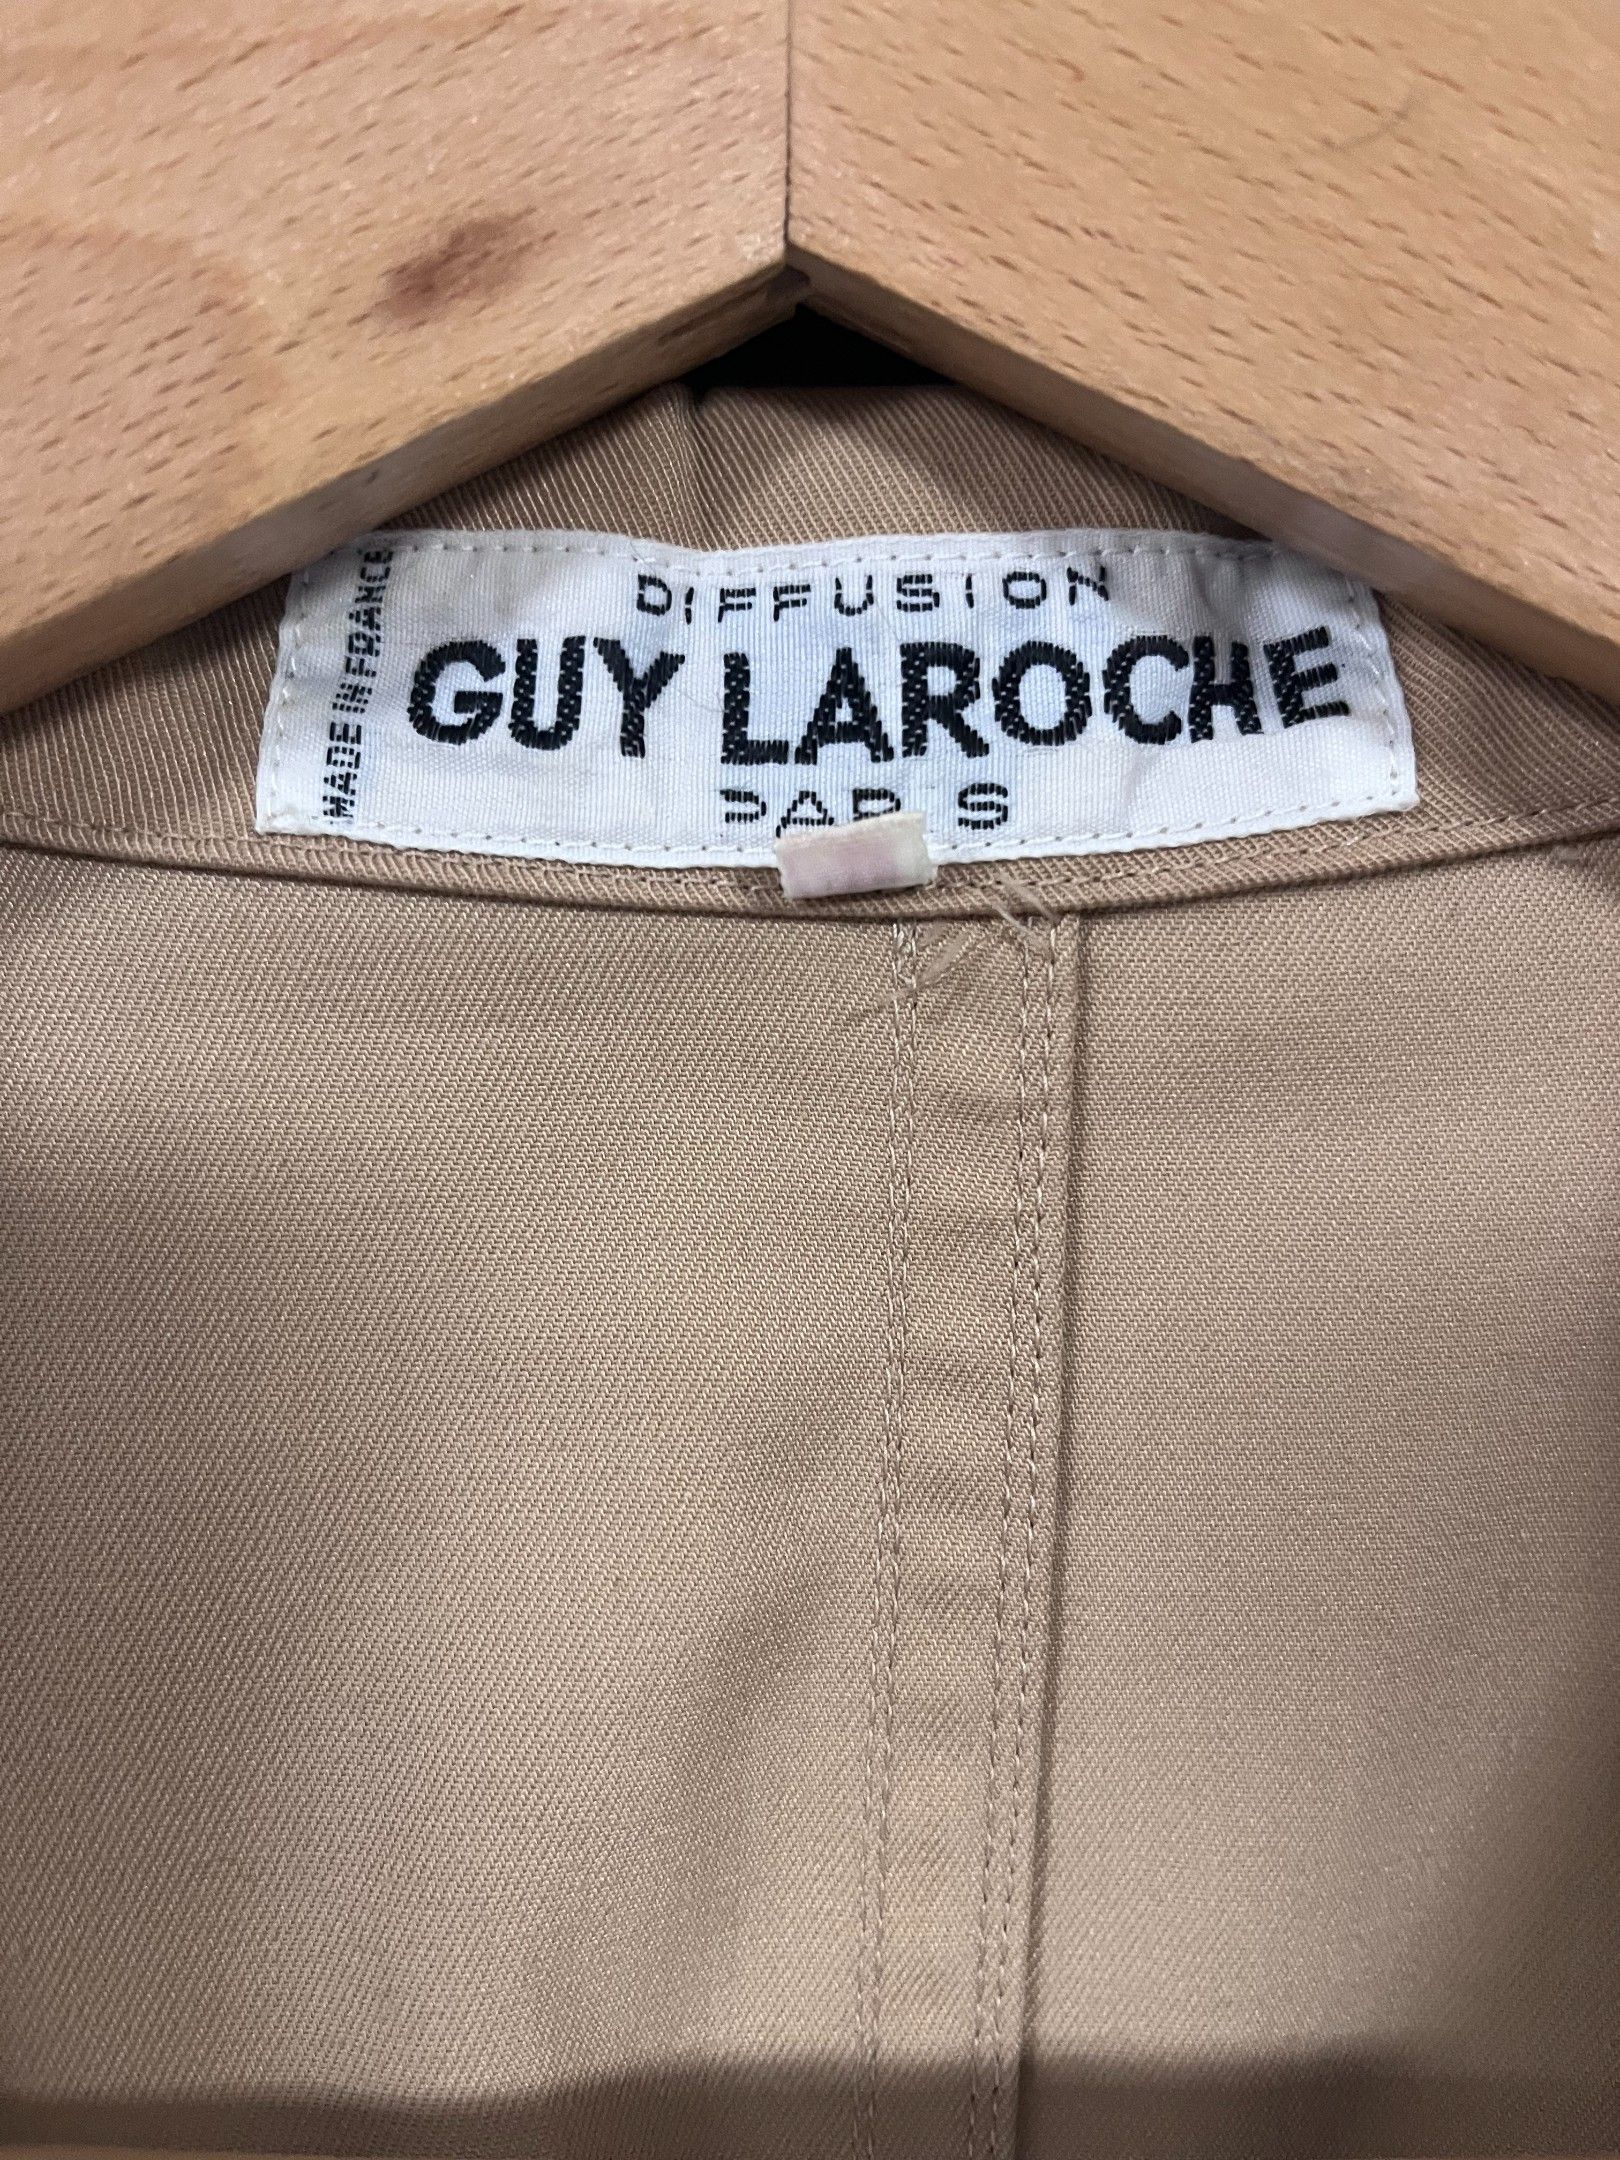 MADE IN FRANCE
DIFFUSION
GUY LAROCHE
PARIS